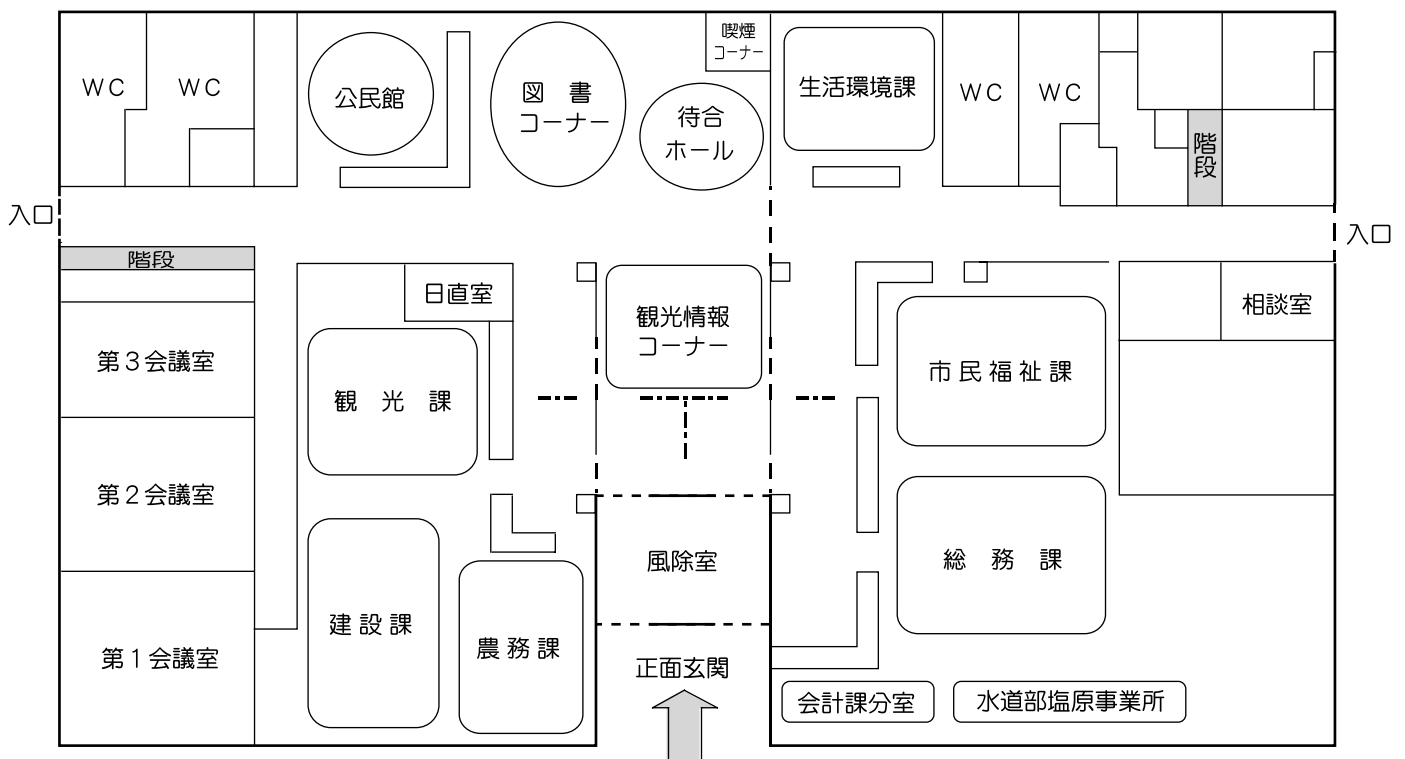 喫煙
コーナー
WC
WC
公民館
図 書
コーナー
待合
ホール
生活環境課
WC
WC
階段
入口
入口
階段
日直室
観光情報
コーナー
相談室
第3会議室
観 光 課
市民福祉課
第2会議室
風除室
総 務 課
建設課
農務課
第1会議室
正面玄関
会計課分室
水道部塩原事業所